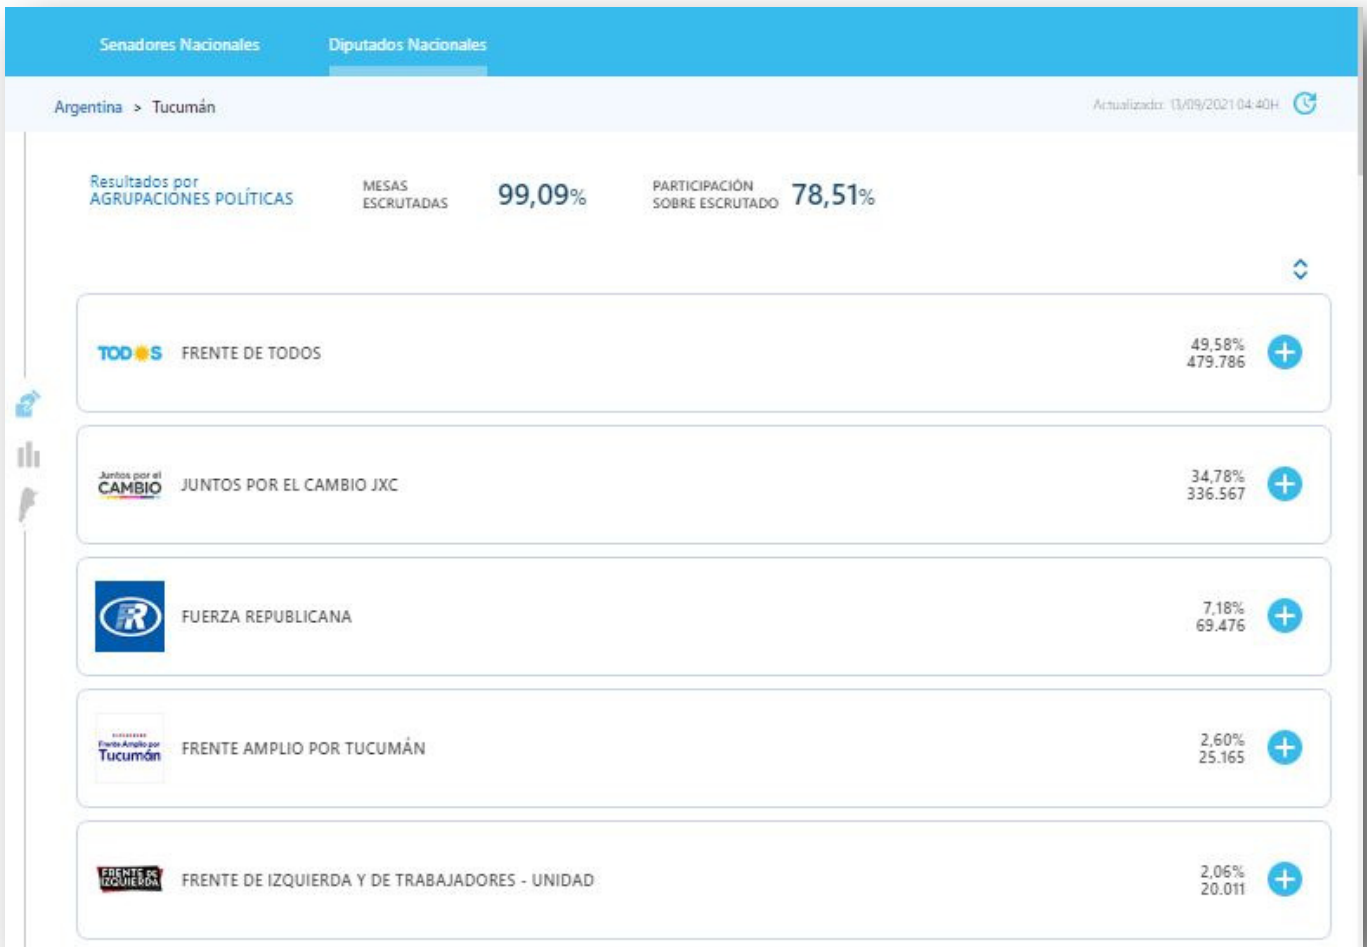 Senadores Nacionales Diputados Nacionales
Argentina > Tucumán Actualizado: 13/09/2021 04:40H
Resultados por
AGRUPACIONES POLÍTICAS
MESAS
ESCRUTADAS
99,09%
PARTICIPACIÓN
SOBRE ESCRUTADO
78,51%
TODOS FRENTE DE TODOS
49,58%
479.786
Juntos por el
CAMBIO
JUNTOS POR EL CAMBIO JXC
34,78%
336.567
FR FUERZA REPUBLICANA
7,18%
69.476
Frente Amplio por
Tucumán
FRENTE AMPLIO POR TUCUMÁN
2,60%
25.165
FRENTE DE
IZQUIERDA
FRENTE DE IZQUIERDA Y DE TRABAJADORES - UNIDAD
2,06%
20.011